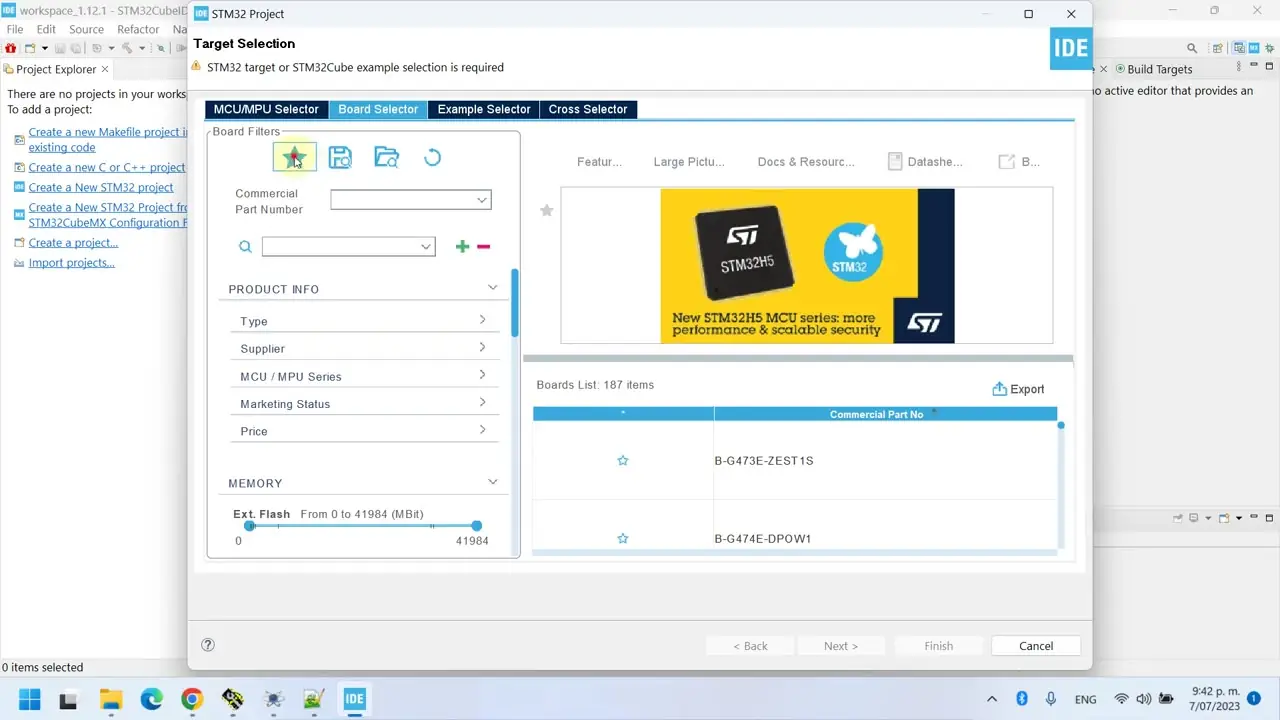 workspace_1.12.1 - STM32CubeID
IDE
STM32 Project
File
Edit
Source
Refactor
Na
Target Selection
STM32 target or STM32Cube example selection is required
IDE
Project Explorer
Build Targets
There are no projects in your works
To add a project:
no active editor that provides an
Create a new Makefile project in
existing code
Create a new C or C++ project
Create a New STM32 project
Create a New STM32 Project fro
STM32CubeMX Configuration F
Create a project...
Import projects...
MCU/MPU Selector
Board Selector
Example Selector
Cross Selector
Board Filters
Commercial
Part Number
PRODUCT INFO
Type
Supplier
MCU / MPU Series
Marketing Status
Price
MEMORY
Ext. Flash
From 0 to 41984 (MBit)
0
41984
Featur...
Large Pictu...
Docs & Resourc...
Datashe...
B...
STM32H5
STM32
New STM32H5 MCU series: more
performance & scalable security
Boards List: 187 items
Export
*
Commercial Part No
B-G473E-ZEST1S
B-G474E-DPOW1
< Back
Next >
Finish
Cancel
0 items selected
IDE
ENG
9:42 p. m.
7/07/2023
1